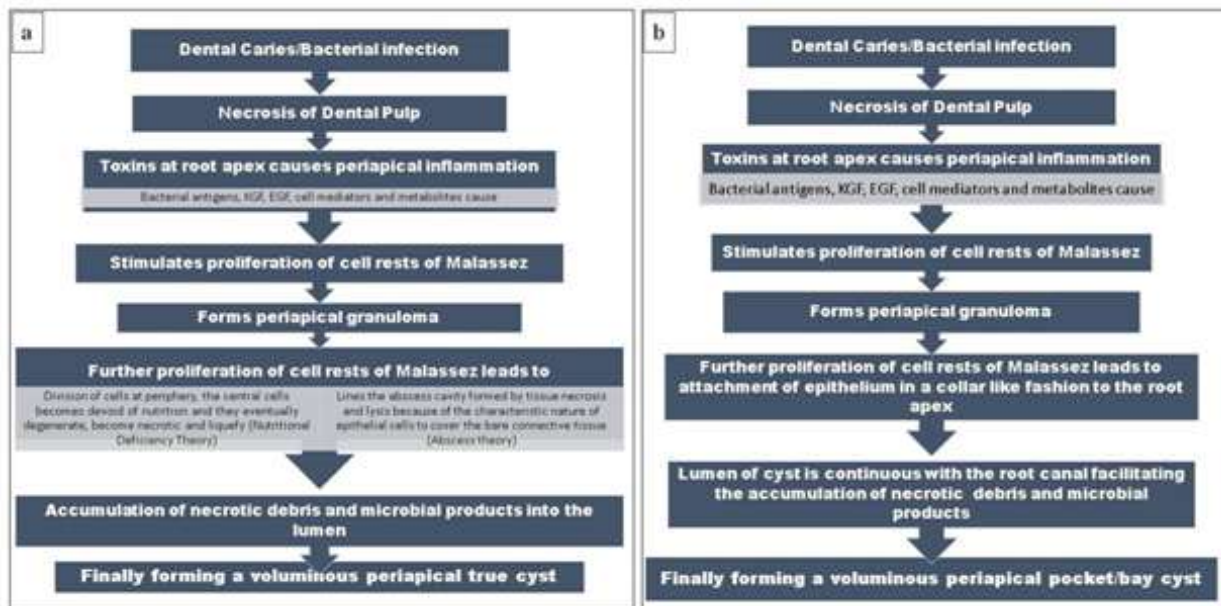 a
Dental Caries/Bacterial infection
Necrosis of Dental Pulp
Toxins at root apex causes periapical inflammation
Bacterial antigens, KGF, EGF, cell mediators and metabolites cause
Stimulates proliferation of cell rests of Malassez
Forms periapical granuloma
Further proliferation of cell rests of Malassez leads to
Division of cells at periphery, the central cells
becomes devoid of nutrition and they eventually
degenerate, become necrotic and liquefy (Nutritional
Deficiency Theory)
Lines the abscess cavity formed by tissue necrosis
and lysis because of the characteristic nature of
epithelial cells to cover the bare connective tissue
(Abscess theory)
Accumulation of necrotic debris and microbial products into the
lumen
Finally forming a voluminous periapical true cyst
b
Dental Caries/Bacterial infection
Necrosis of Dental Pulp
Toxins at root apex causes periapical inflammation
Bacterial antigens, KGF, EGF, cell mediators and metabolites cause
Stimulates proliferation of cell rests of Malassez
Forms periapical granuloma
Further proliferation of cell rests of Malassez leads to
attachment of epithelium in a collar like fashion to the root
apex
Lumen of cyst is continuous with the root canal facilitating
the accumulation of necrotic debris and microbial
products
Finally forming a voluminous periapical pocket/bay cyst